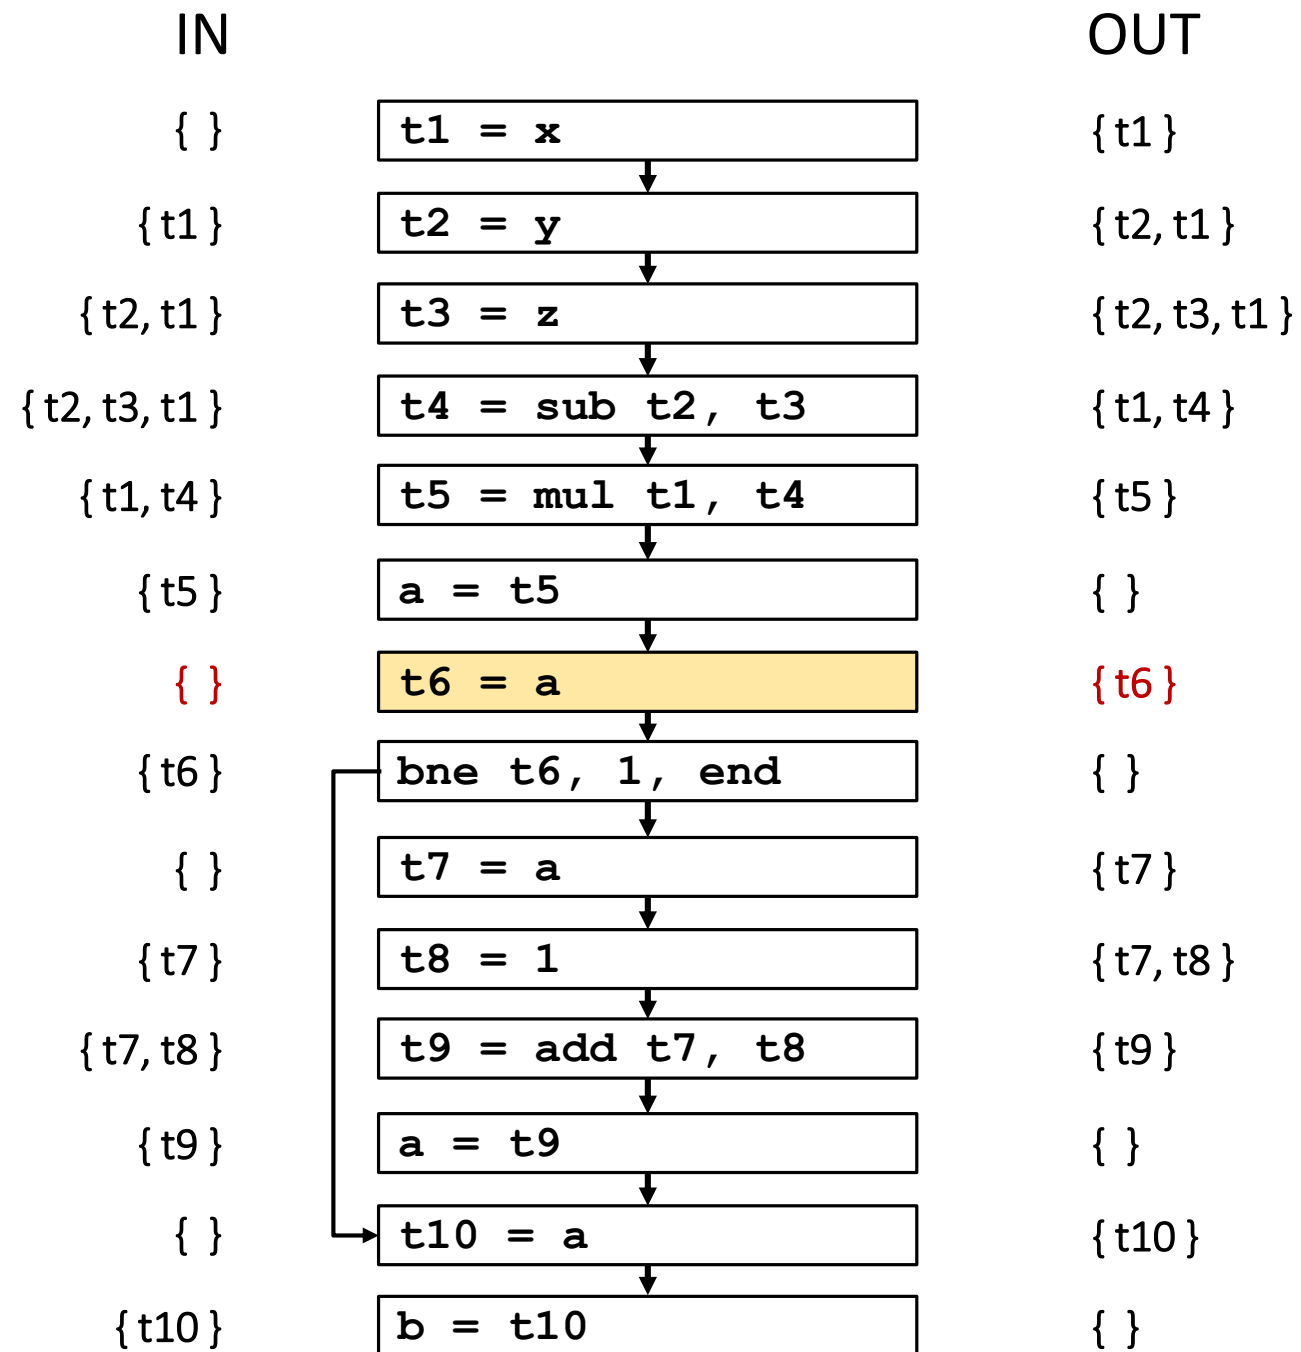 IN OUT
{ } t1 = x { t1 }
{ t1 } t2 = y { t2, t1 }
{ t2, t1 } t3 = z { t2, t3, t1 }
{ t2, t3, t1 } t4 = sub t2, t3 { t1, t4 }
{ t1, t4 } t5 = mul t1, t4 { t5 }
{ t5 } a = t5 { }
{ } t6 = a { t6 }
{ t6 } bne t6, 1, end { }
{ } t7 = a { t7 }
{ t7 } t8 = 1 { t7, t8 }
{ t7, t8 } t9 = add t7, t8 { t9 }
{ t9 } a = t9 { }
{ } t10 = a { t10 }
{ t10 } b = t10 { }